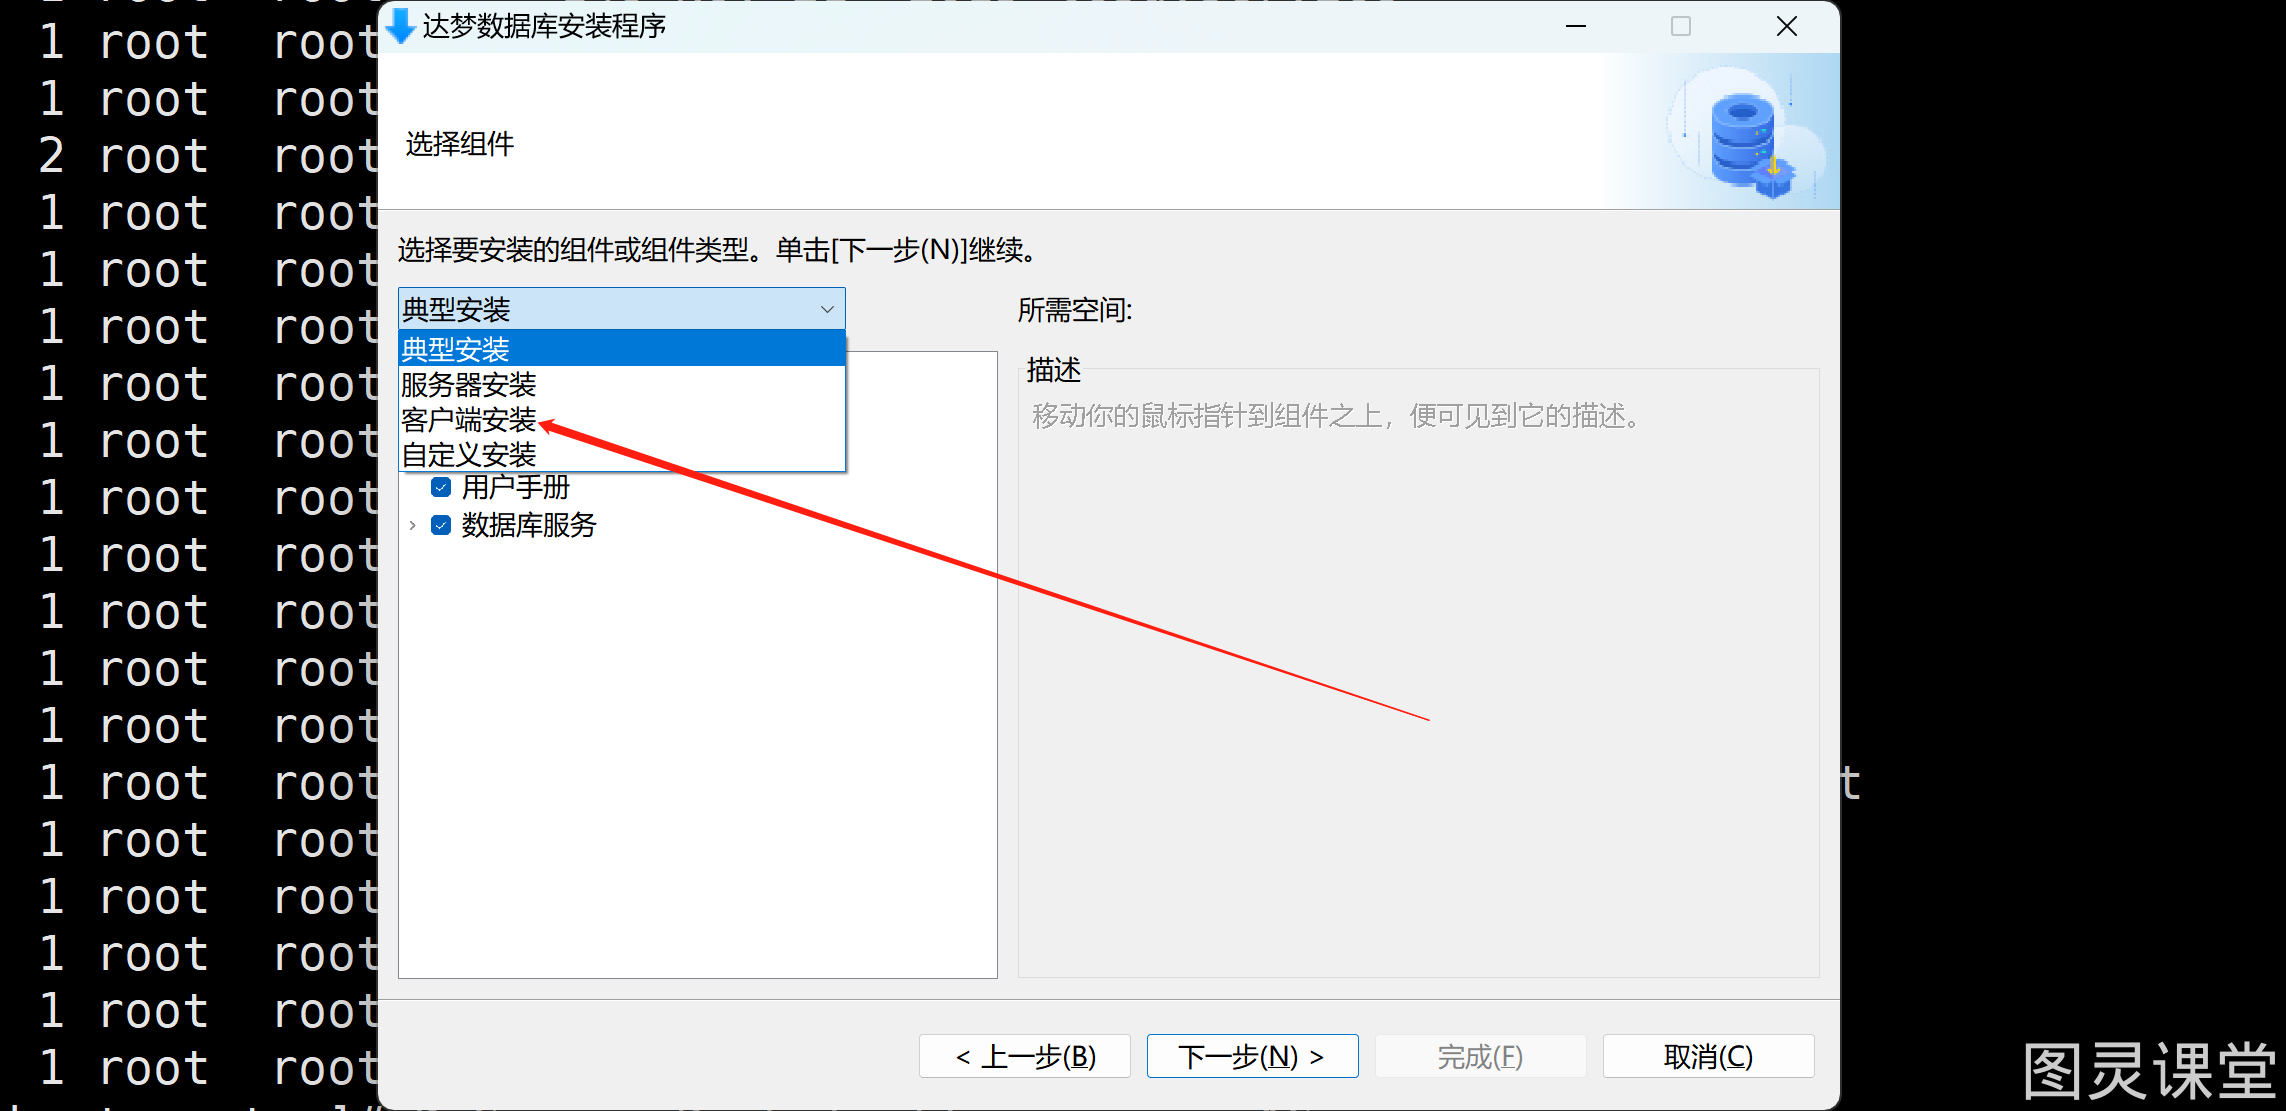 达梦数据库安装程序
选择组件
选择要安装的组件或组件类型。单击[下一步(N)]继续。
典型安装
典型安装
服务器安装
客户端安装
自定义安装
用户手册
数据库服务
所需空间:
描述
移动你的鼠标指针到组件之上，便可见到它的描述。
< 上一步(B)
下一步(N) >
完成(F)
取消(C)
1 root root
1 root root
2 root root
1 root root
1 root root
1 root root
1 root root
1 root root
1 root root
1 root root
1 root root
1 root root
1 root root
1 root root t
1 root root
1 root root
1 root root
1 root root
1 root root
图灵课堂